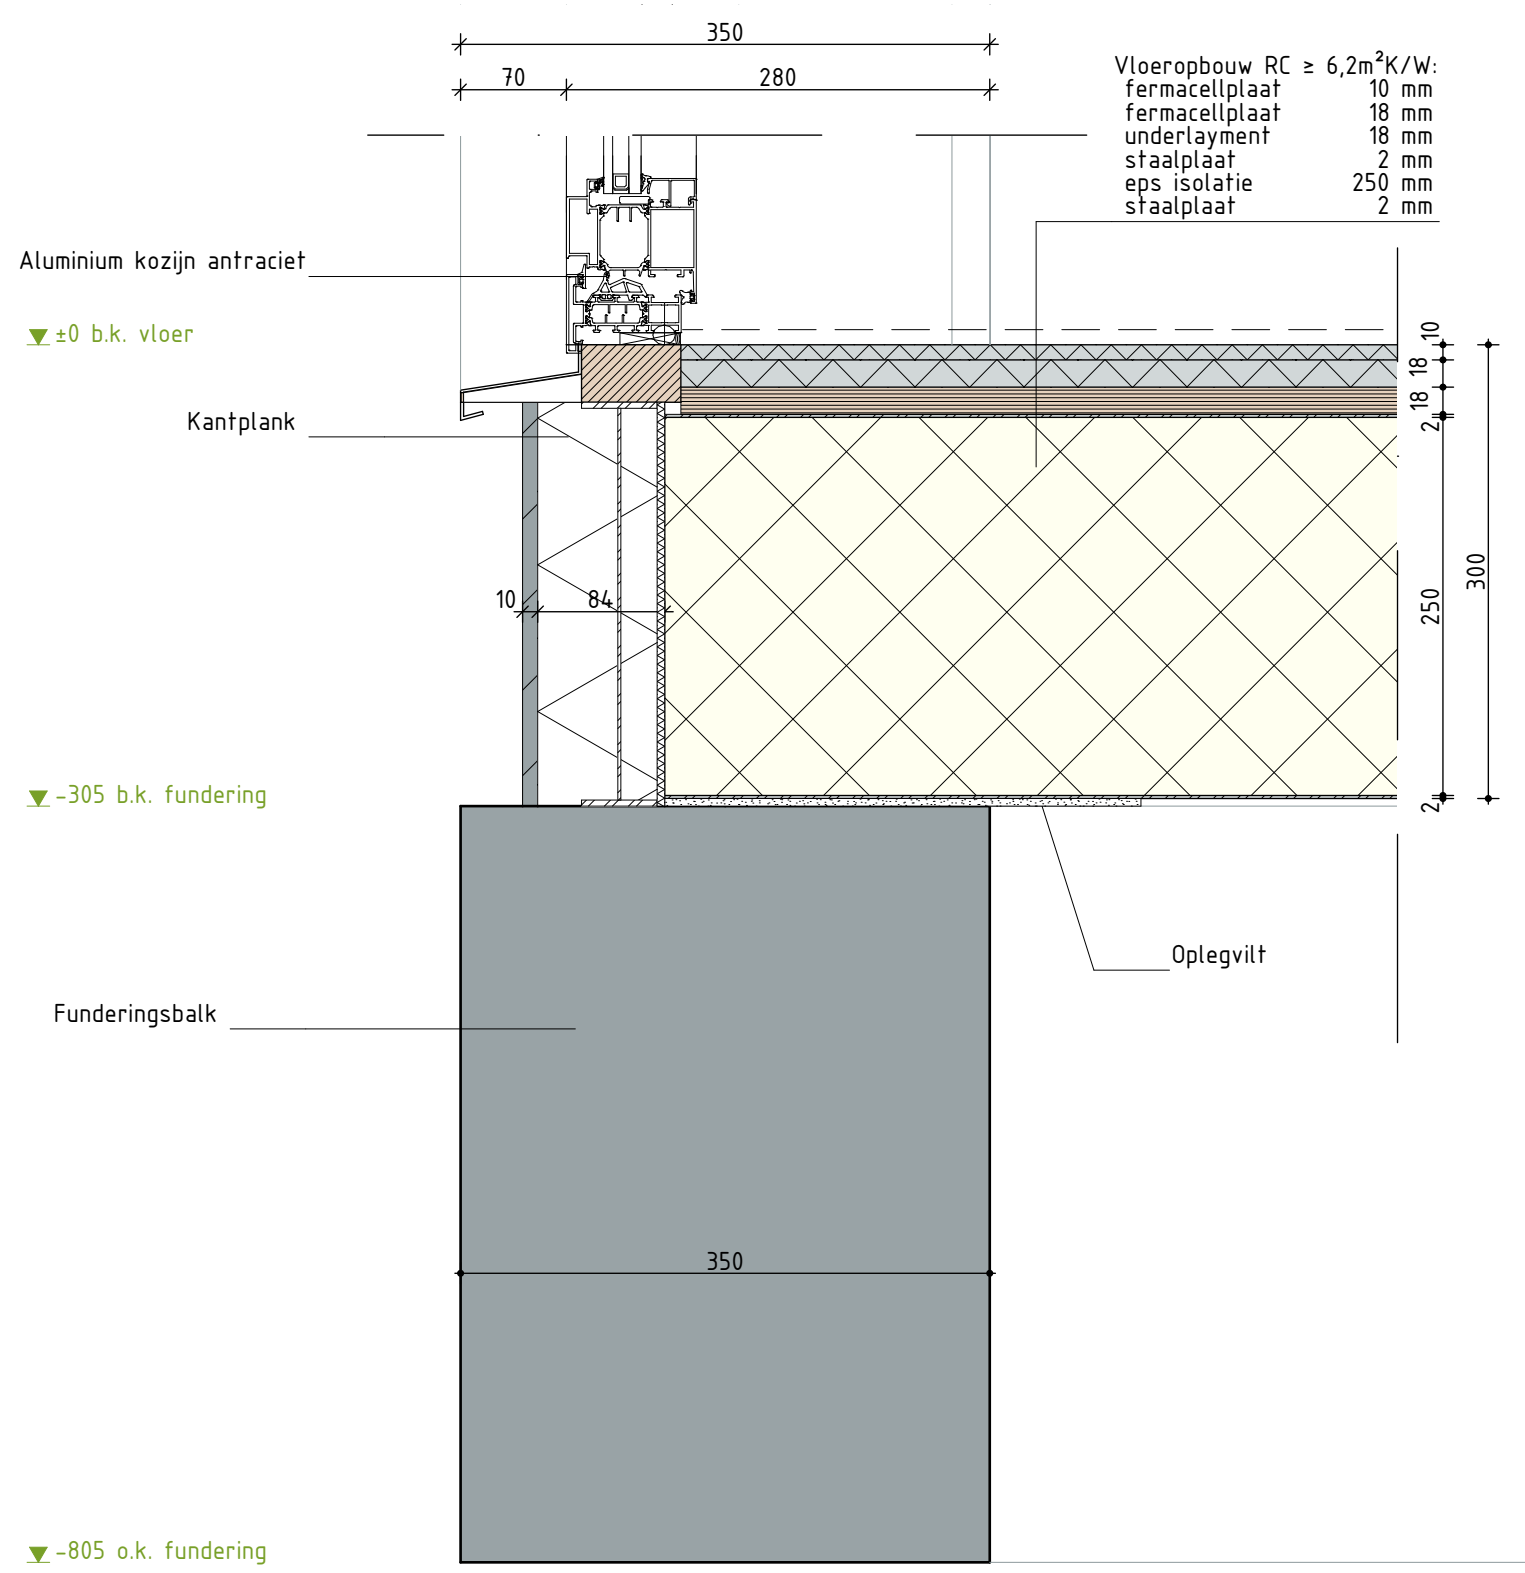 350
70
280
Vloeropbouw RC ≥ 6,2m²K/W:
fermacellplaat 10 mm
fermacellplaat 18 mm
underlayment 18 mm
staalplaat 2 mm
eps isolatie 250 mm
staalplaat 2 mm
Aluminium kozijn antraciet
±0 b.k. vloer
10
18
18
2
Kantplank
10
84
250
300
-305 b.k. fundering
2
Oplegvilt
Funderingsbalk
350
-805 o.k. fundering